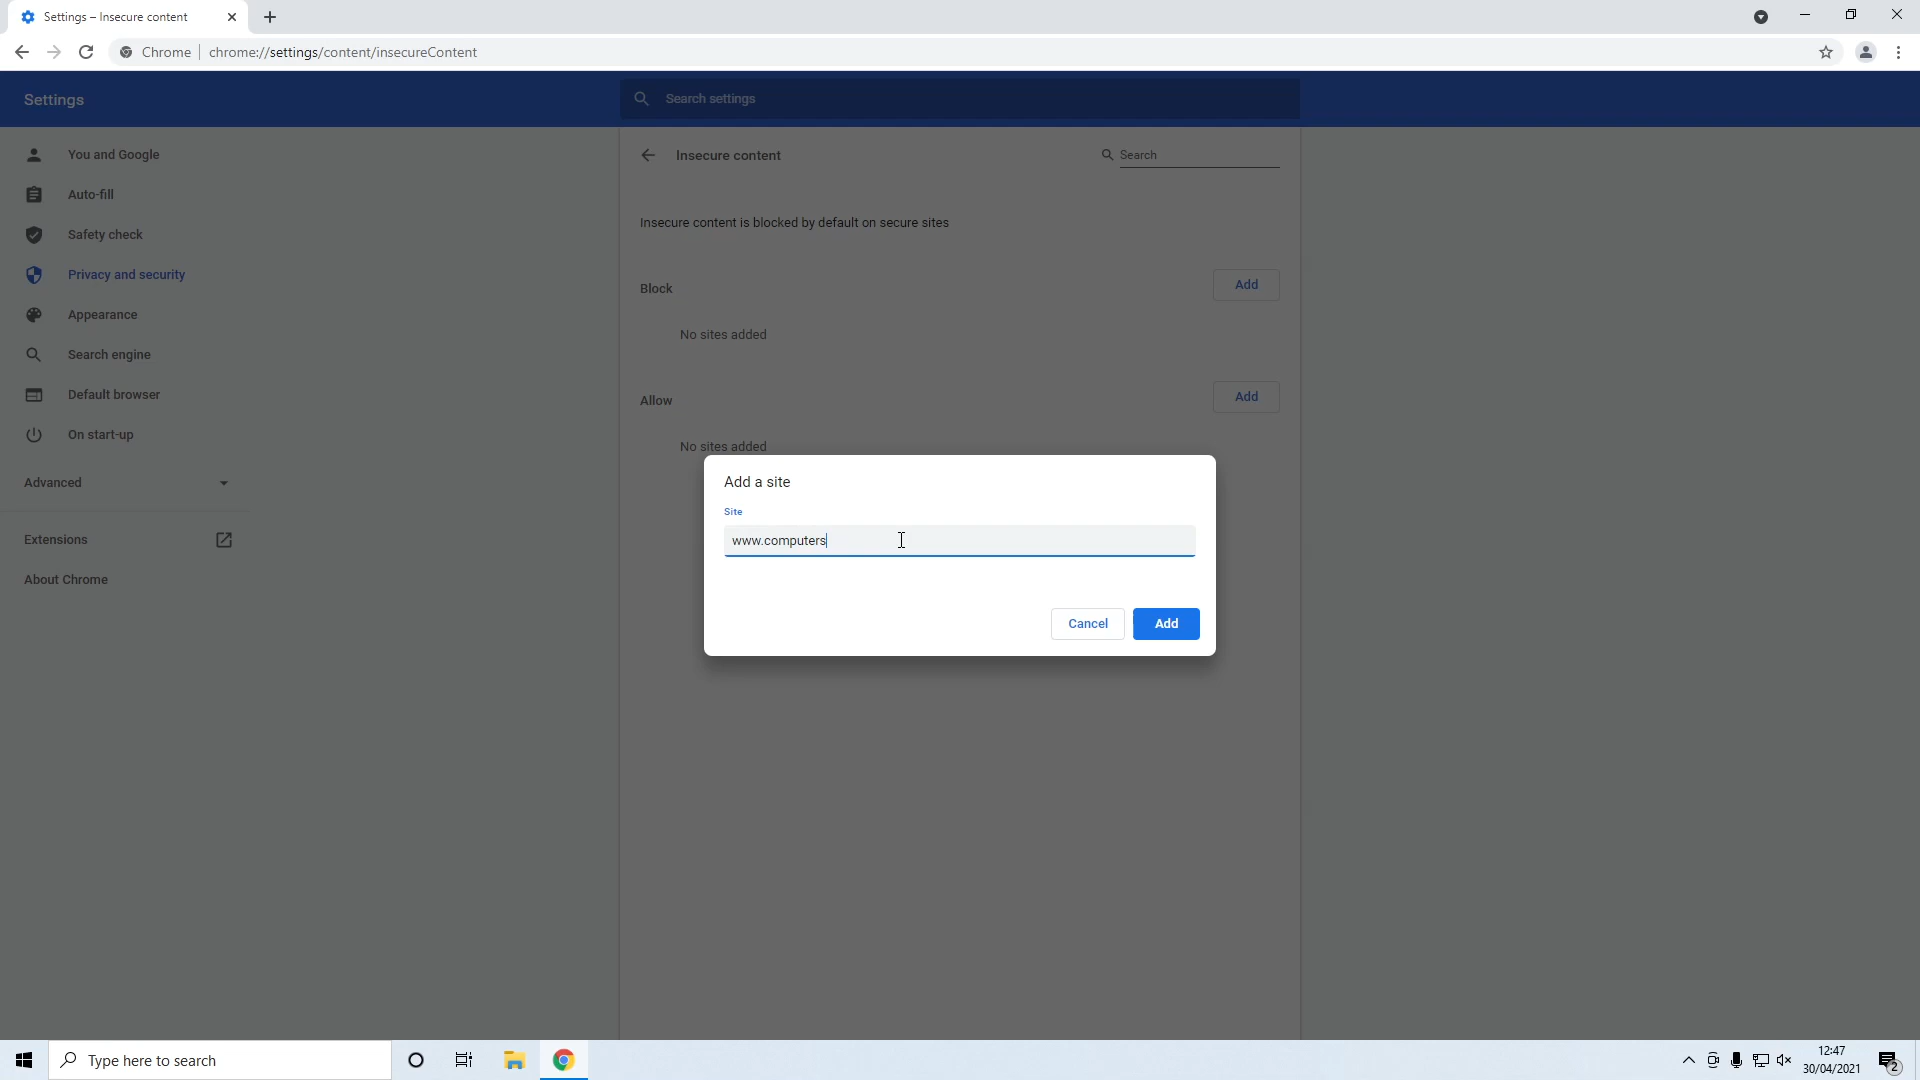 Settings – Insecure content
Chrome
chrome://settings/content/insecureContent
Settings
Search settings
You and Google
Auto-fill
Safety check
Privacy and security
Appearance
Search engine
Default browser
On start-up
Advanced
Extensions
About Chrome
Insecure content
Search
Insecure content is blocked by default on secure sites
Block
Add
No sites added
Allow
Add
No sites added
Add a site
Site
www.computers
Cancel
Add
Type here to search
12:47
30/04/2021
2